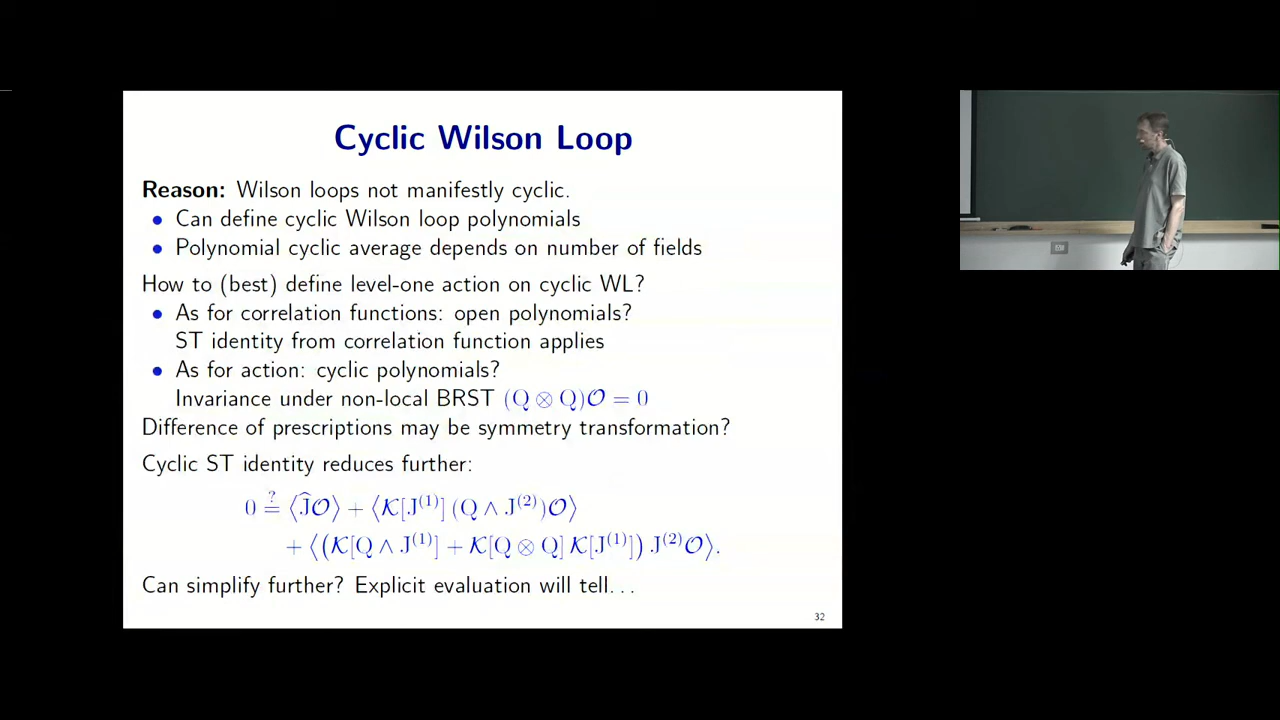 Cyclic Wilson Loop
Reason: Wilson loops not manifestly cyclic.
• Can define cyclic Wilson loop polynomials
• Polynomial cyclic average depends on number of fields
How to (best) define level-one action on cyclic WL?
• As for correlation functions: open polynomials?
ST identity from correlation function applies
• As for action: cyclic polynomials?
Invariance under non-local BRST (Q ⊗ Q)𝒪 = 0
Difference of prescriptions may be symmetry transformation?
Cyclic ST identity reduces further:
0 ≟ ⟨Ĵ𝒪⟩ + ⟨𝒦[J⁽¹⁾] (Q ∧ J⁽²⁾)𝒪⟩
+ ⟨(𝒦[Q ∧ J⁽¹⁾] + 𝒦[Q ⊗ Q] 𝒦[J⁽¹⁾]) J⁽²⁾𝒪⟩.
Can simplify further? Explicit evaluation will tell...
32